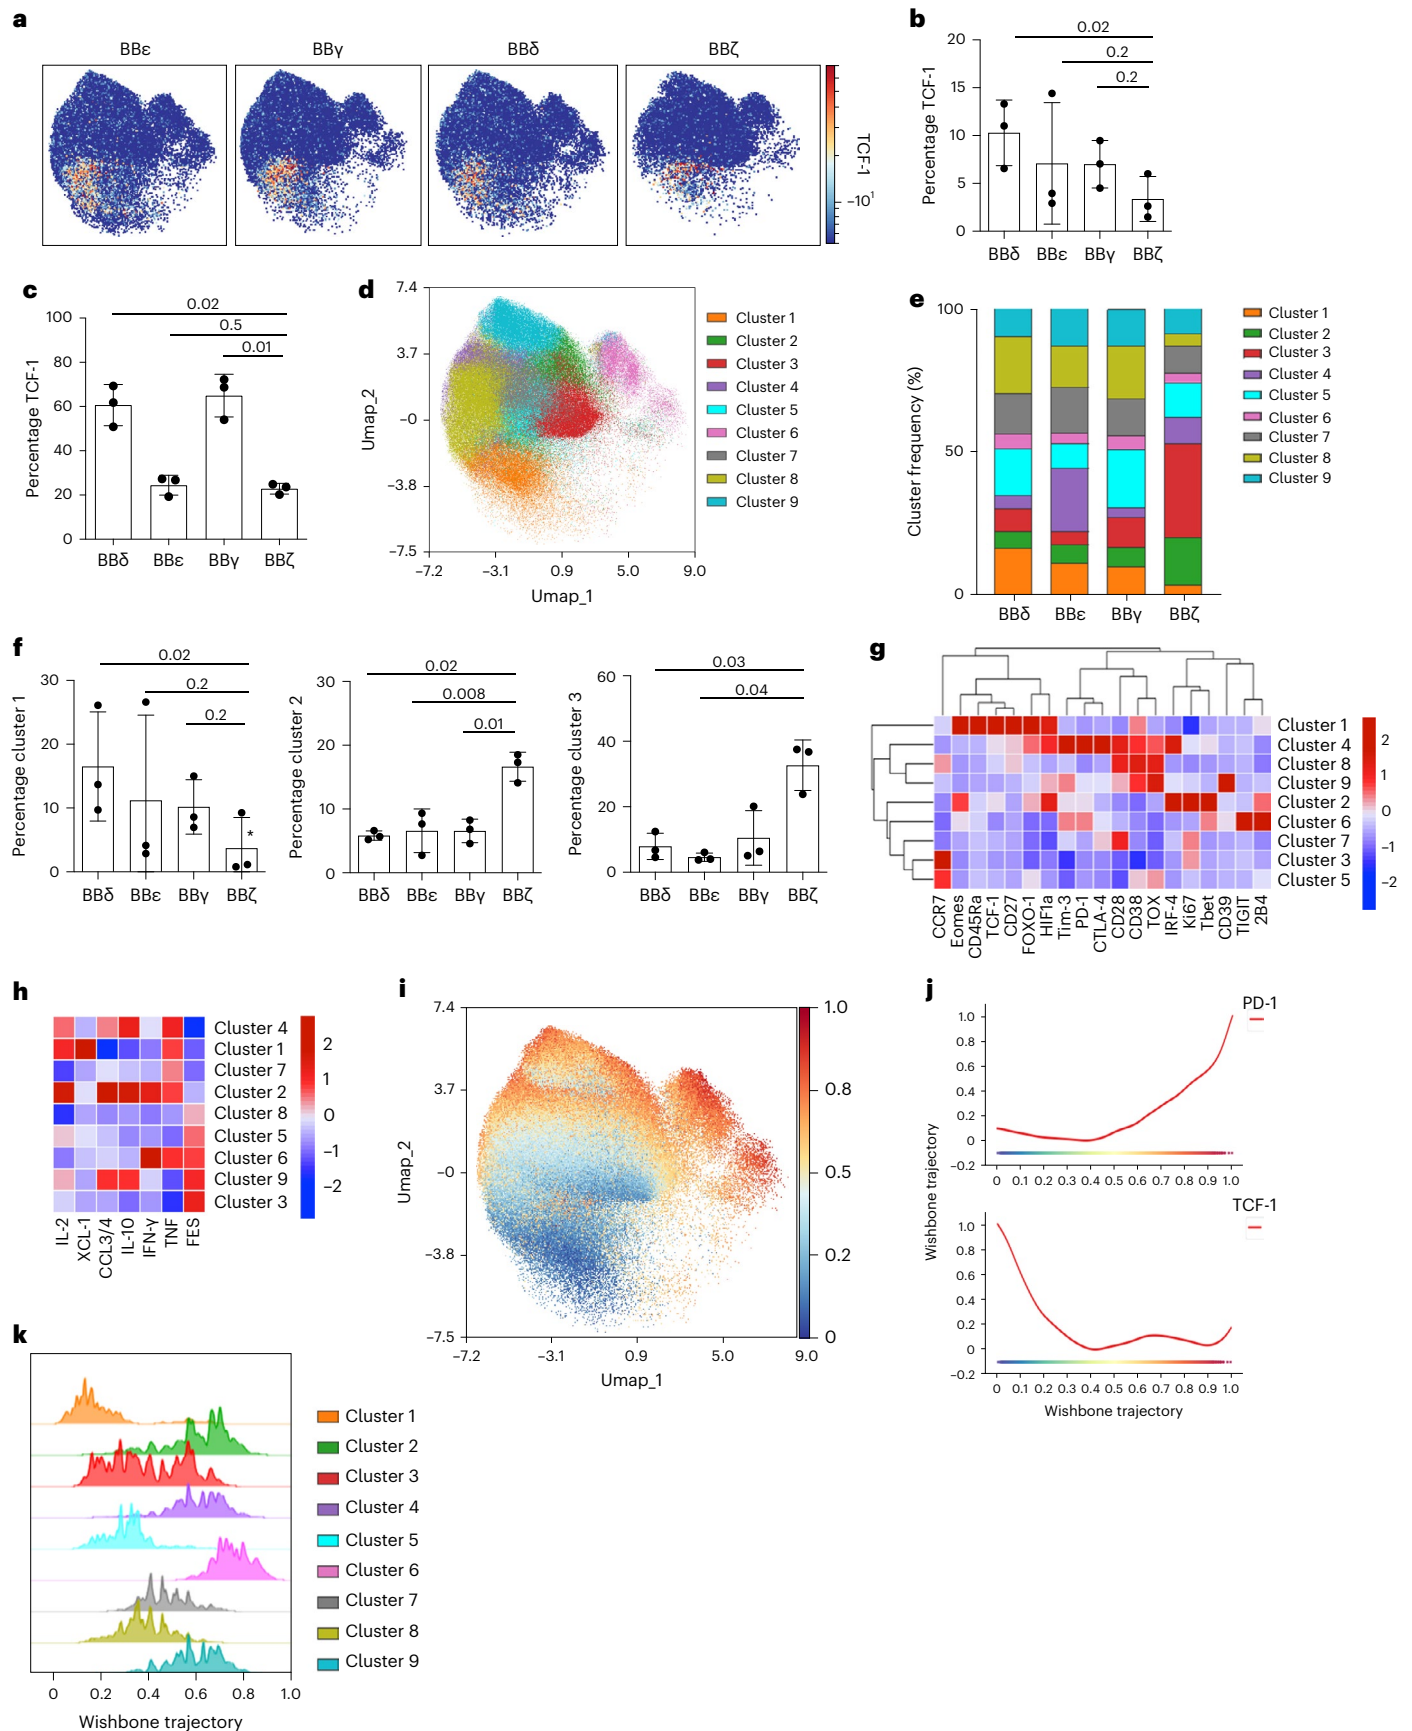 a
BBε BBγ BBδ BBζ
TCF-1
–10¹
b
0.02
0.2
0.2
Percentage TCF-1
20
15
10
5
0
BBδ BBε BBγ BBζ
c
0.02
0.5
0.01
Percentage TCF-1
100
80
60
40
20
0
BBδ BBε BBγ BBζ
d
Umap_2
7.4
3.7
–0
–3.8
–7.5
–7.2 –3.1 0.9 5.0 9.0
Umap_1
Cluster 1
Cluster 2
Cluster 3
Cluster 4
Cluster 5
Cluster 6
Cluster 7
Cluster 8
Cluster 9
e
Cluster frequency (%)
100
50
0
BBδ BBε BBγ BBζ
Cluster 1
Cluster 2
Cluster 3
Cluster 4
Cluster 5
Cluster 6
Cluster 7
Cluster 8
Cluster 9
f
0.02
0.2
0.2
Percentage cluster 1
30
20
10
0
*
BBδ BBε BBγ BBζ
0.02
0.008
0.01
Percentage cluster 2
30
20
10
0
BBδ BBε BBγ BBζ
0.03
0.04
Percentage cluster 3
60
40
20
0
BBδ BBε BBγ BBζ
g
Cluster 1
Cluster 4
Cluster 8
Cluster 9
Cluster 2
Cluster 6
Cluster 7
Cluster 3
Cluster 5
CCR7 Eomes CD45Ra TCF-1 CD27 FOXO-1 HIF1a Tim-3 PD-1 CTLA-4 CD28 CD38 TOX IRF-4 Ki67 Tbet CD39 TIGIT 2B4
2
1
0
–1
–2
h
Cluster 4
Cluster 1
Cluster 7
Cluster 2
Cluster 8
Cluster 5
Cluster 6
Cluster 9
Cluster 3
IL-2 XCL-1 CCL3/4 IL-10 IFN-γ TNF FES
2
1
0
–1
–2
i
Umap_2
7.4
3.7
–0
–3.8
–7.5
–7.2 –3.1 0.9 5.0 9.0
Umap_1
1.0
0.8
0.5
0.2
0
j
PD-1
1.0
0.8
0.6
0.2
0
–0.2
0 0.1 0.2 0.3 0.4 0.5 0.6 0.7 0.8 0.9 1.0
Wishbone trajectory
TCF-1
1.0
0.8
0.6
0.4
0.2
0
–0.2
0 0.1 0.2 0.3 0.4 0.5 0.6 0.7 0.8 0.9 1.0
Wishbone trajectory
k
Cluster 1
Cluster 2
Cluster 3
Cluster 4
Cluster 5
Cluster 6
Cluster 7
Cluster 8
Cluster 9
0 0.2 0.4 0.6 0.8 1.0
Wishbone trajectory